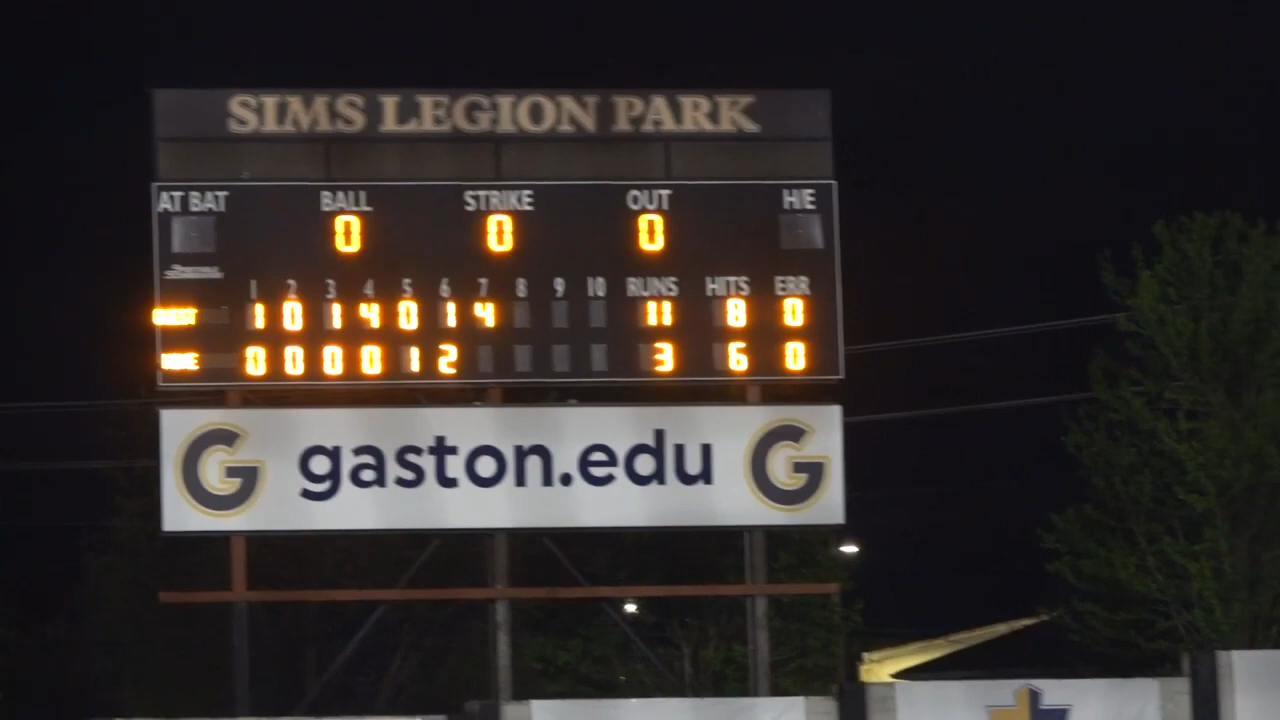 SIMS LEGION PARK
AT BAT BALL STRIKE OUT H/E
0 0 0
1 2 3 4 5 6 7 8 9 10 RUNS HITS ERR
GUEST 1 0 1 4 0 1 4 11 8 0
0 0 0 0 1 2 3 6 0
G gaston.edu G